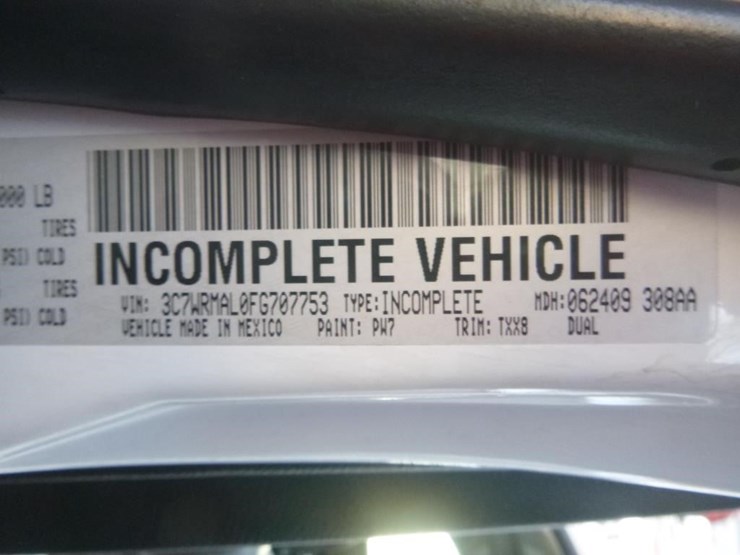 000 LB
TIRES
PSI) COLD
TIRES
PSI) COLD
INCOMPLETE VEHICLE
VIN: 3C7WRMAL0FG707753 TYPE:INCOMPLETE MDH:062409 308AA
VEHICLE MADE IN MEXICO PAINT: PW7 TRIM: TXX8 DUAL